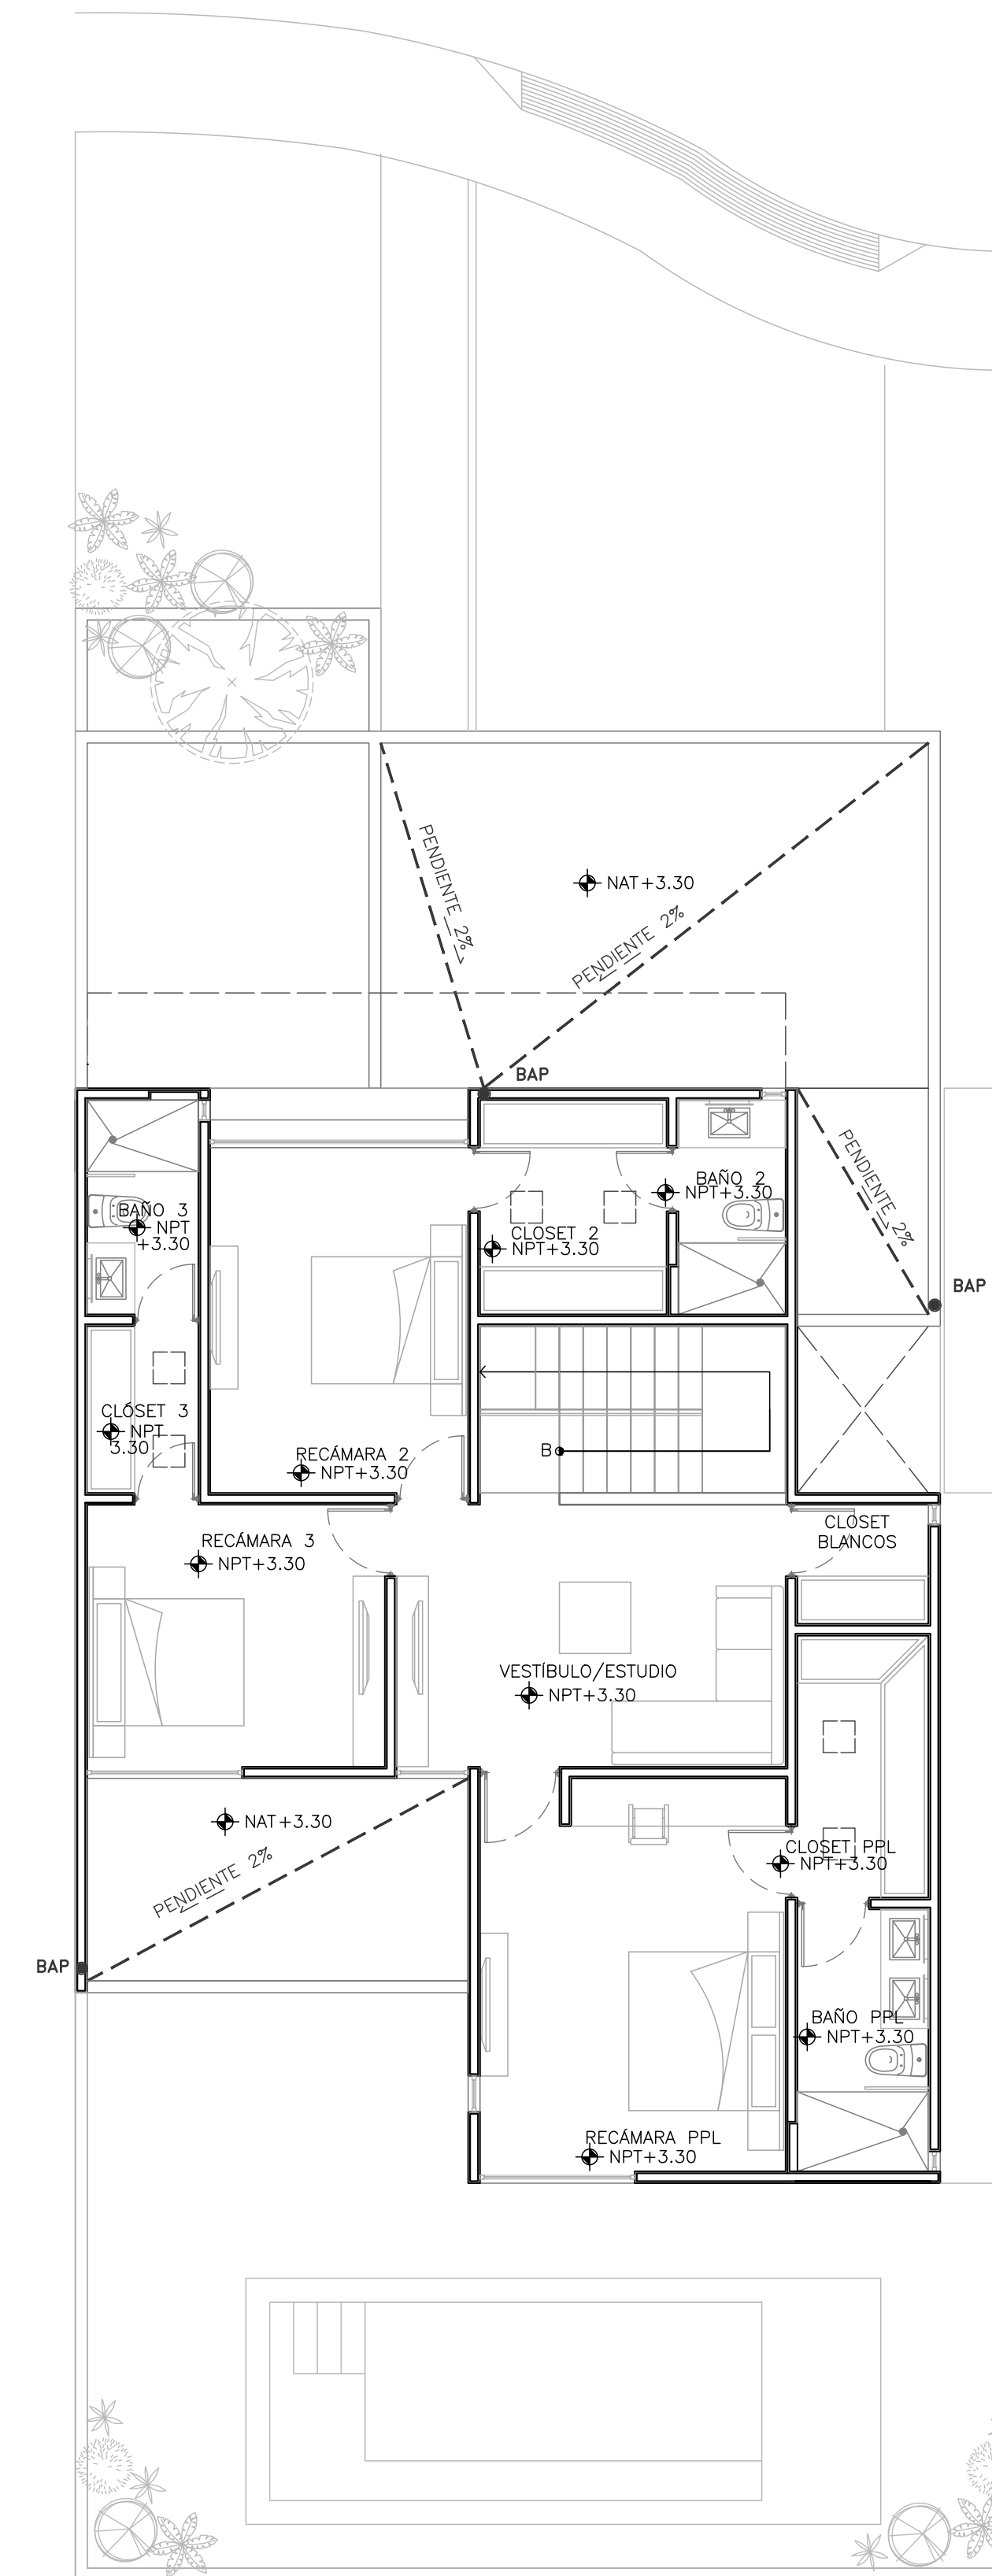 PENDIENTE 2%
NAT+3.30
PENDIENTE 2%
BAP
PENDIENTE 2%
BAÑO 3
NPT
+3.30
BAÑO 2
NPT+3.30
CLOSET 2
NPT+3.30
BAP
CLÓSET 3
NPT
3.30
B
RECÁMARA 2
NPT+3.30
CLOSET
BLANCOS
RECÁMARA 3
NPT+3.30
VESTÍBULO/ESTUDIO
NPT+3.30
NAT+3.30
PENDIENTE 2%
CLOSET PPL
NPT+3.30
BAP
BAÑO PPL
NPT+3.30
RECÁMARA PPL
NPT+3.30